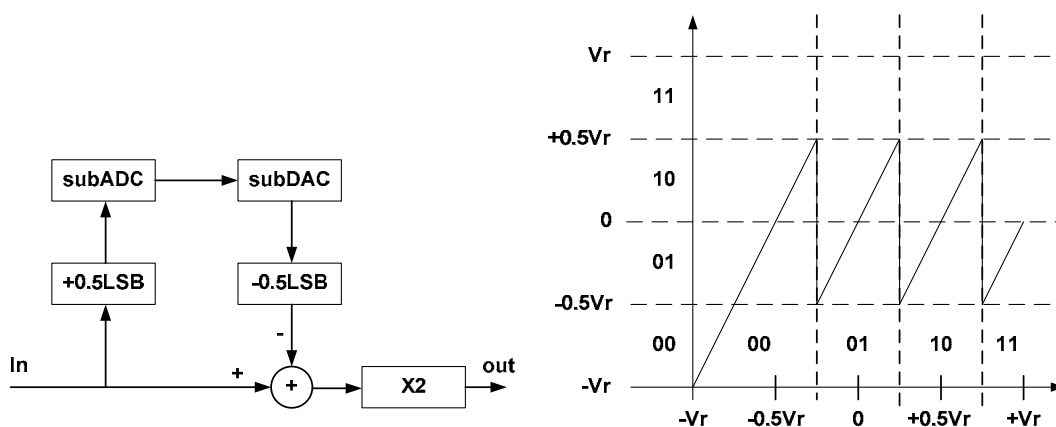 subADC
subDAC
+0.5LSB
-0.5LSB
-
In
+
+
X2
out
Vr
11
+0.5Vr
10
0
01
-0.5Vr
00
00
01
10
11
-Vr
-Vr
-0.5Vr
0
+0.5Vr
+Vr